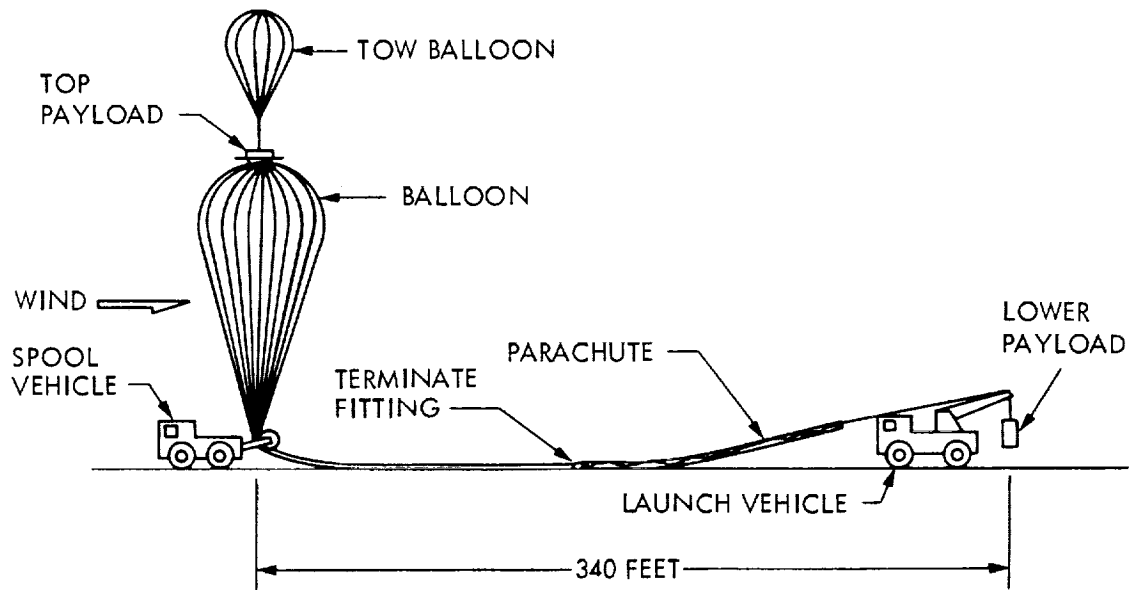 TOW BALLOON
TOP
PAYLOAD
BALLOON
WIND
LOWER
PAYLOAD
SPOOL
VEHICLE
PARACHUTE
TERMINATE
FITTING
LAUNCH VEHICLE
340 FEET